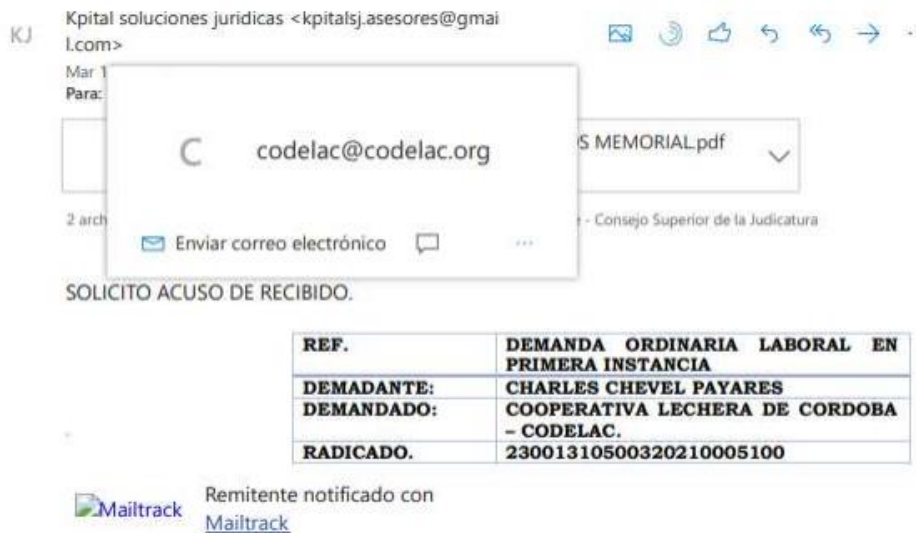 KJ
Kpital soluciones juridicas <kpitalsj.asesores@gmai
l.com>
Mar 1
Para:
C codelac@codelac.org
S MEMORIAL.pdf
2 arch
- Consejo Superior de la Judicatura
Enviar correo electrónico
SOLICITO ACUSO DE RECIBIDO.
REF. DEMANDA ORDINARIA LABORAL EN
PRIMERA INSTANCIA
DEMADANTE: CHARLES CHEVEL PAYARES
DEMANDADO: COOPERATIVA LECHERA DE CORDOBA
– CODELAC.
RADICADO. 23001310500320210005100
Mailtrack
Remitente notificado con
Mailtrack